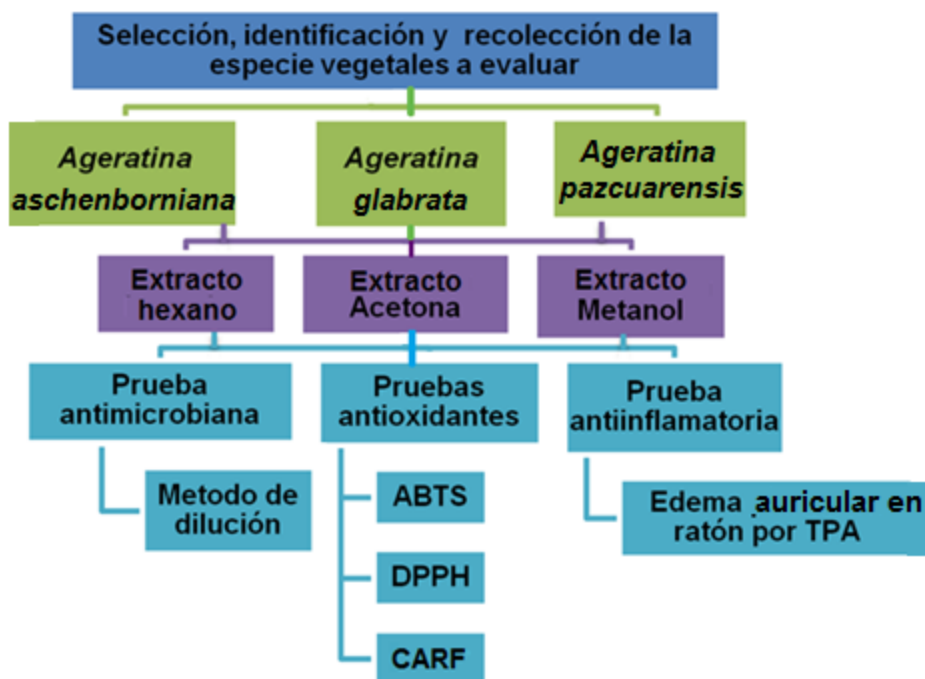 Selección, identificación y recolección de la
especie vegetales a evaluar
Ageratina
aschenborniana
Ageratina
glabrata
Ageratina
pazcuarensis
Extracto
hexano
Extracto
Acetona
Extracto
Metanol
Prueba
antimicrobiana
Pruebas
antioxidantes
Prueba
antiinflamatoria
Metodo de
dilución
ABTS
DPPH
CARF
Edema auricular en
ratón por TPA